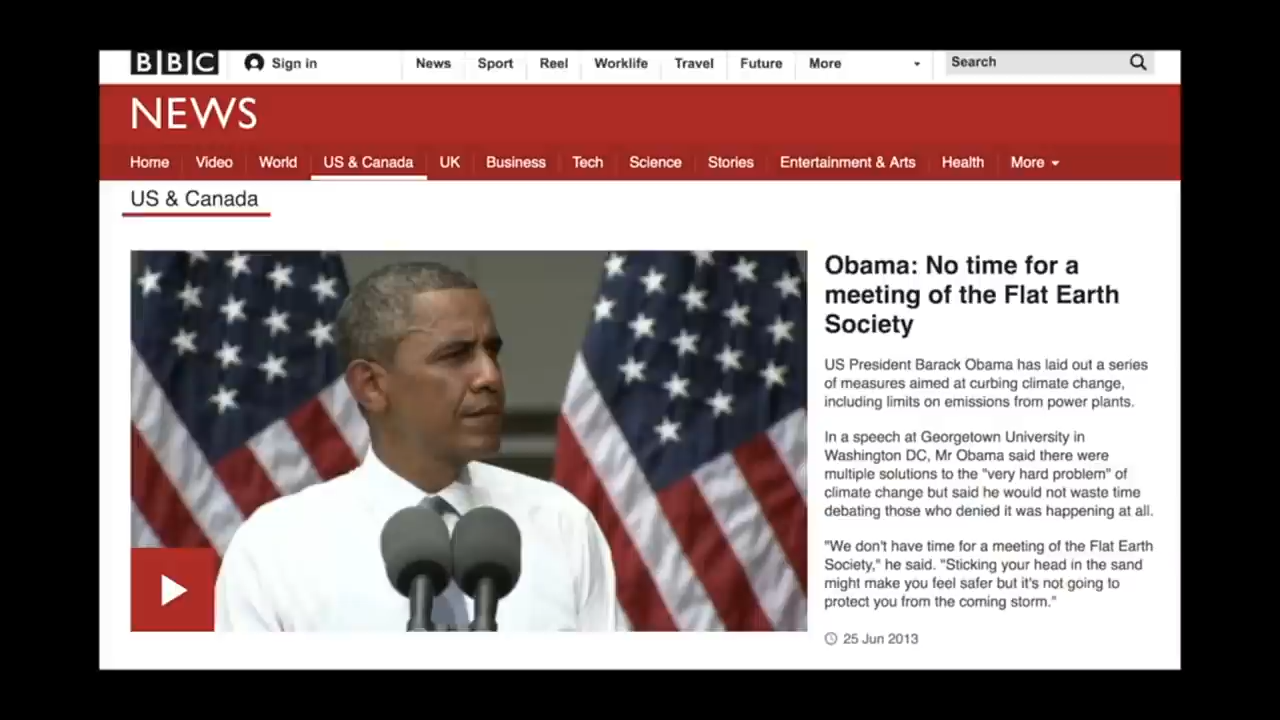 BBC Sign in News Sport Reel Worklife Travel Future More Search
NEWS
Home Video World US & Canada UK Business Tech Science Stories Entertainment & Arts Health More
US & Canada
Obama: No time for a
meeting of the Flat Earth
Society
US President Barack Obama has laid out a series
of measures aimed at curbing climate change,
including limits on emissions from power plants.
In a speech at Georgetown University in
Washington DC, Mr Obama said there were
multiple solutions to the "very hard problem" of
climate change but said he would not waste time
debating those who denied it was happening at all.
"We don't have time for a meeting of the Flat Earth
Society," he said. "Sticking your head in the sand
might make you feel safer but it's not going to
protect you from the coming storm."
25 Jun 2013